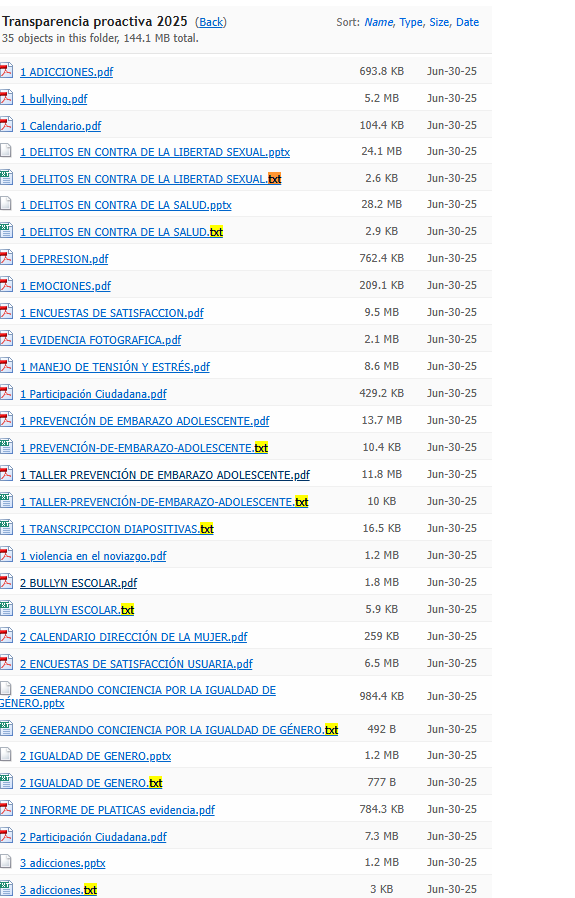 Transparencia proactiva 2025 (Back) Sort: Name, Type, Size, Date
35 objects in this folder, 144.1 MB total.
1 ADICCIONES.pdf 693.8 KB Jun-30-25
1 bullying.pdf 5.2 MB Jun-30-25
1 Calendario.pdf 104.4 KB Jun-30-25
1 DELITOS EN CONTRA DE LA LIBERTAD SEXUAL.pptx 24.1 MB Jun-30-25
1 DELITOS EN CONTRA DE LA LIBERTAD SEXUAL.txt 2.6 KB Jun-30-25
1 DELITOS EN CONTRA DE LA SALUD.pptx 28.2 MB Jun-30-25
1 DELITOS EN CONTRA DE LA SALUD.txt 2.9 KB Jun-30-25
1 DEPRESION.pdf 762.4 KB Jun-30-25
1 EMOCIONES.pdf 209.1 KB Jun-30-25
1 ENCUESTAS DE SATISFACCION.pdf 9.5 MB Jun-30-25
1 EVIDENCIA FOTOGRAFICA.pdf 2.1 MB Jun-30-25
1 MANEJO DE TENSIÓN Y ESTRÉS.pdf 8.6 MB Jun-30-25
1 Participación Ciudadana.pdf 429.2 KB Jun-30-25
1 PREVENCIÓN DE EMBARAZO ADOLESCENTE.pdf 13.7 MB Jun-30-25
1 PREVENCIÓN-DE-EMBARAZO-ADOLESCENTE.txt 10.4 KB Jun-30-25
1 TALLER PREVENCIÓN DE EMBARAZO ADOLESCENTE.pdf 11.8 MB Jun-30-25
1 TALLER-PREVENCIÓN-DE-EMBARAZO-ADOLESCENTE.txt 10 KB Jun-30-25
1 TRANSCRIPCCION DIAPOSITIVAS.txt 16.5 KB Jun-30-25
1 violencia en el noviazgo.pdf 1.2 MB Jun-30-25
2 BULLYN ESCOLAR.pdf 1.8 MB Jun-30-25
2 BULLYN ESCOLAR.txt 5.9 KB Jun-30-25
2 CALENDARIO DIRECCIÓN DE LA MUJER.pdf 259 KB Jun-30-25
2 ENCUESTAS DE SATISFACCIÓN USUARIA.pdf 6.5 MB Jun-30-25
2 GENERANDO CONCIENCIA POR LA IGUALDAD DE
GÉNERO.pptx 984.4 KB Jun-30-25
2 GENERANDO CONCIENCIA POR LA IGUALDAD DE GÉNERO.txt 492 B Jun-30-25
2 IGUALDAD DE GENERO.pptx 1.2 MB Jun-30-25
2 IGUALDAD DE GENERO.txt 777 B Jun-30-25
2 INFORME DE PLATICAS evidencia.pdf 784.3 KB Jun-30-25
2 Participación Ciudadana.pdf 7.3 MB Jun-30-25
3 adicciones.pptx 1.2 MB Jun-30-25
3 adicciones.txt 3 KB Jun-30-25